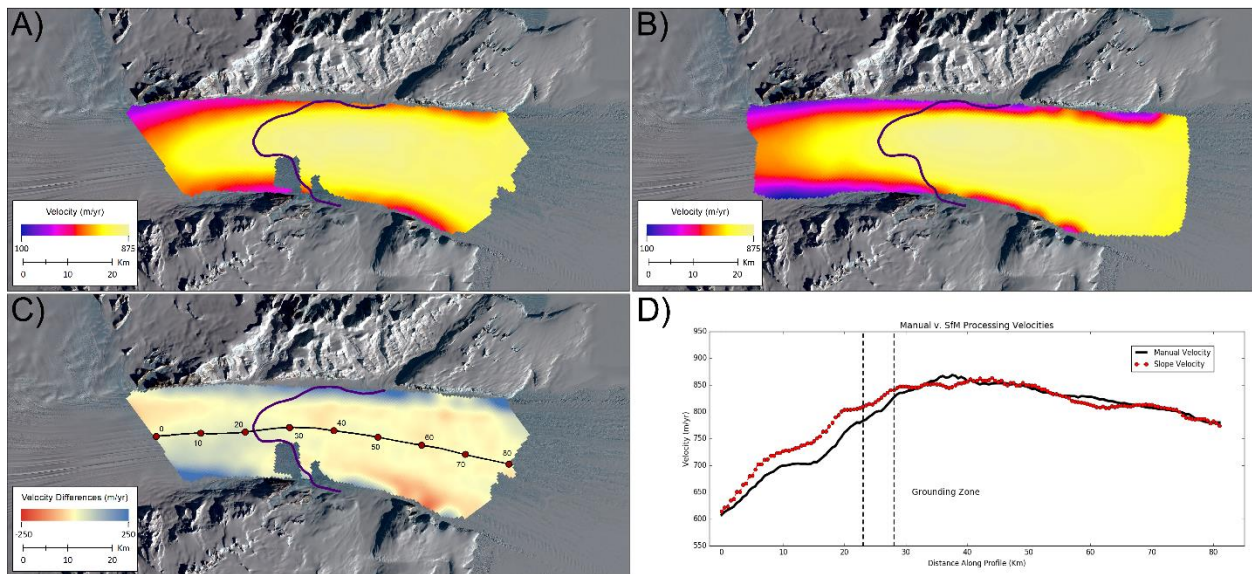 A)
Velocity (m/yr)
100 875
Km
0 10 20
B)
Velocity (m/yr)
100 875
Km
0 10 20
C)
0 10 20 30 40 50 60 70 80
Velocity Differences (m/yr)
-250 250
Km
0 10 20
D)
Manual v. SfM Processing Velocities
950
900
850
800
750
700
650
600
550
Velocity (m/yr)
Manual Velocity
Slope Velocity
Grounding Zone
0 10 20 30 40 50 60 70 80
Distance Along Profile (Km)